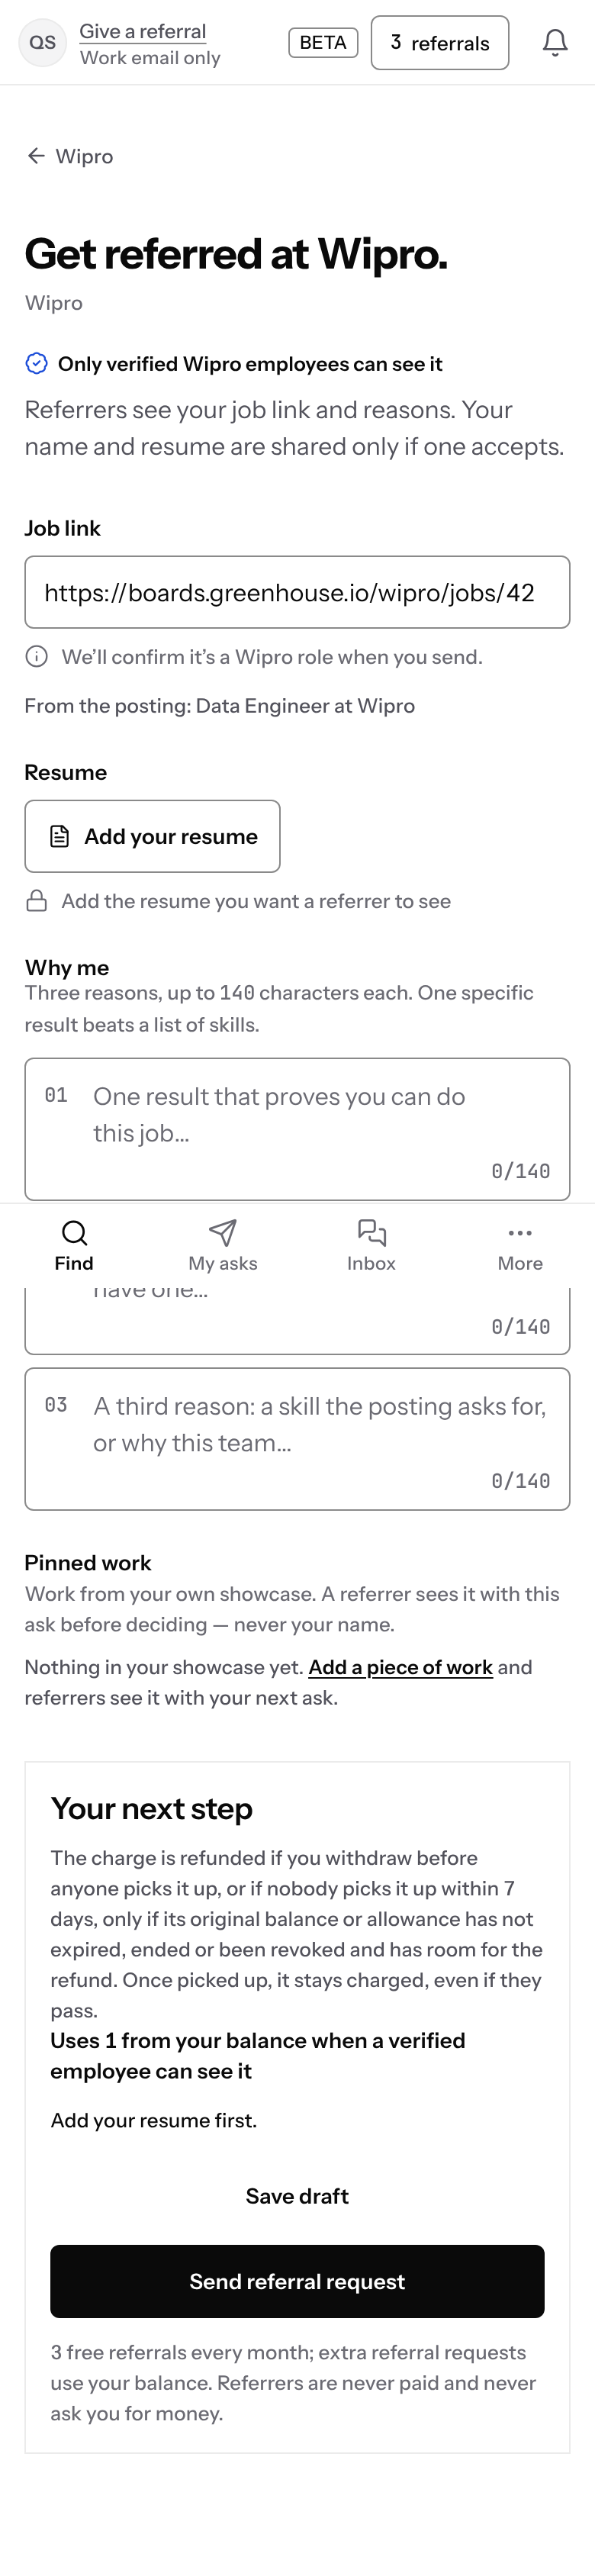 QS
Give a referral
Work email only
BETA
3 referrals
Wipro
Get referred at Wipro.
Wipro
Only verified Wipro employees can see it
Referrers see your job link and reasons. Your
name and resume are shared only if one accepts.
Job link
https://boards.greenhouse.io/wipro/jobs/42
We’ll confirm it’s a Wipro role when you send.
From the posting: Data Engineer at Wipro
Resume
Add your resume
Add the resume you want a referrer to see
Why me
Three reasons, up to 140 characters each. One specific
result beats a list of skills.
01 One result that proves you can do
this job…
0/140
Find
My asks
Inbox
More
have one…
0/140
03 A third reason: a skill the posting asks for,
or why this team…
0/140
Pinned work
Work from your own showcase. A referrer sees it with this
ask before deciding — never your name.
Nothing in your showcase yet. Add a piece of work and
referrers see it with your next ask.
Your next step
The charge is refunded if you withdraw before
anyone picks it up, or if nobody picks it up within 7
days, only if its original balance or allowance has not
expired, ended or been revoked and has room for the
refund. Once picked up, it stays charged, even if they
pass.
Uses 1 from your balance when a verified
employee can see it
Add your resume first.
Save draft
Send referral request
3 free referrals every month; extra referral requests
use your balance. Referrers are never paid and never
ask you for money.